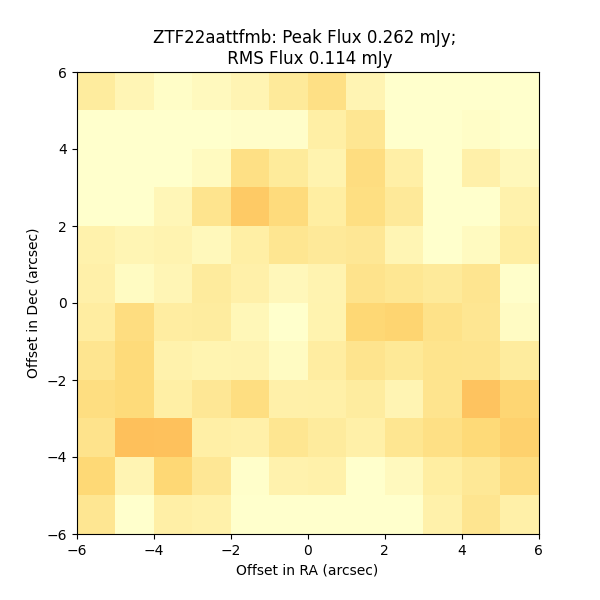 ZTF22aattfmb: Peak Flux 0.262 mJy;
RMS Flux 0.114 mJy
6
4
2
0
−2
−4
−6
Offset in Dec (arcsec)
−6 −4 −2 0 2 4 6
Offset in RA (arcsec)